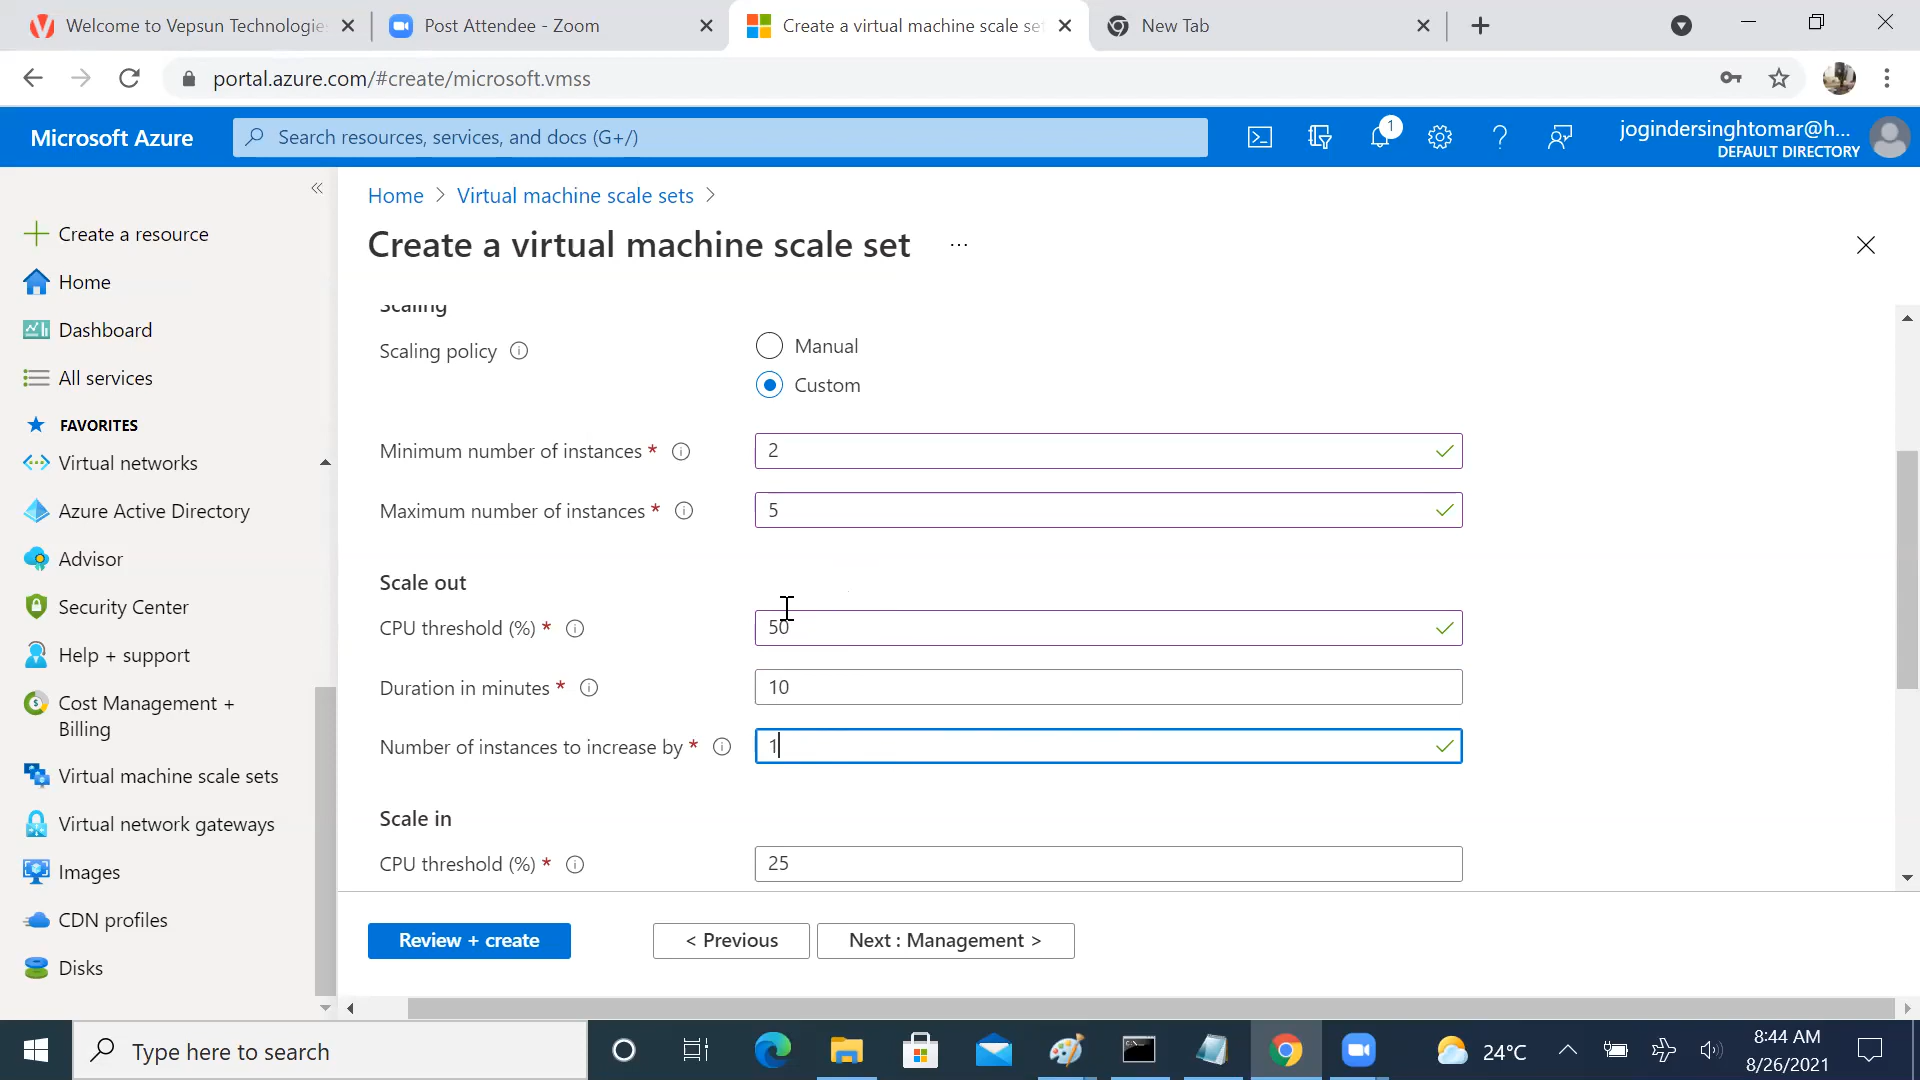 Welcome to Vepsun Technologie
Post Attendee - Zoom
Create a virtual machine scale se
New Tab
portal.azure.com/#create/microsoft.vmss
Microsoft Azure
Search resources, services, and docs (G+/)
1
jogindersinghtomar@h...
DEFAULT DIRECTORY
Create a resource
Home
Dashboard
All services
FAVORITES
Virtual networks
Azure Active Directory
Advisor
Security Center
Help + support
Cost Management +
Billing
Virtual machine scale sets
Virtual network gateways
Images
CDN profiles
Disks
Home > Virtual machine scale sets >
Create a virtual machine scale set ...
Scaling
Scaling policy
Manual
Custom
Minimum number of instances * 2
Maximum number of instances * 5
Scale out
CPU threshold (%) * 50
Duration in minutes * 10
Number of instances to increase by * 1
Scale in
CPU threshold (%) * 25
Review + create
< Previous
Next : Management >
Type here to search
24°C
8:44 AM
8/26/2021